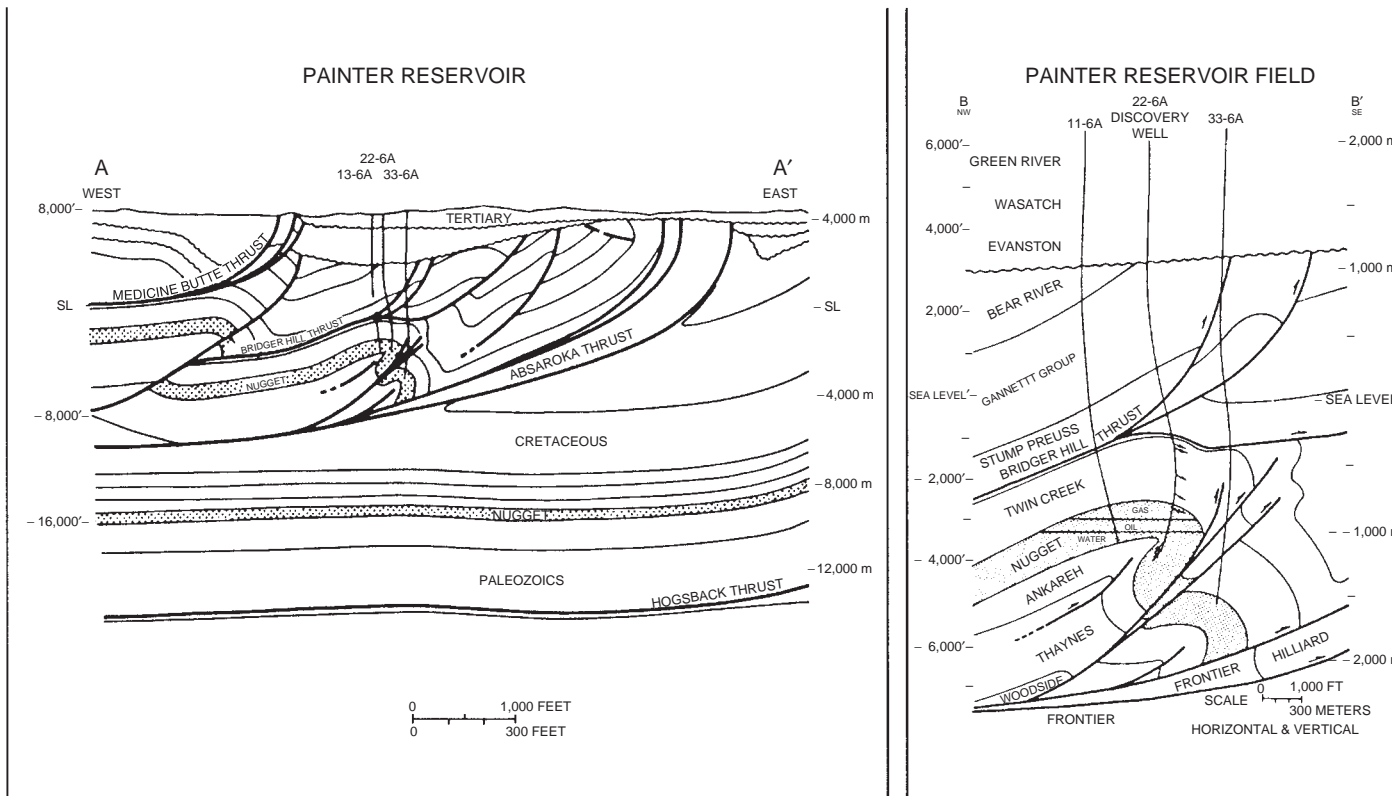 PAINTER RESERVOIR
A
WEST
A′
EAST
22-6A
13-6A 33-6A
8,000′–
SL
– 8,000′–
– 16,000′–
– 4,000 m
– SL
– 4,000 m
– 8,000 m
– 12,000 m
TERTIARY
MEDICINE BUTTE THRUST
BRIDGER HILL THRUST
NUGGET
ABSAROKA THRUST
CRETACEOUS
NUGGET
PALEOZOICS
HOGSBACK THRUST
0 1,000 FEET
0 300 FEET
PAINTER RESERVOIR FIELD
B
NW
B′
SE
22-6A
DISCOVERY
WELL
11-6A
33-6A
6,000′–
4,000′–
2,000′–
SEA LEVEL′–
– 2,000′–
– 4,000′–
– 6,000′–
– 2,000 m
– 1,000 m
– SEA LEVEL
– 1,000 m
– 2,000 m
GREEN RIVER
WASATCH
EVANSTON
BEAR RIVER
GANNETTT GROUP
STUMP PREUSS
BRIDGER HILL THRUST
TWIN CREEK
GAS
OIL
WATER
NUGGET
ANKAREH
THAYNES
WOODSIDE
FRONTIER
HILLIARD
FRONTIER
SCALE
0 1,000 FT
300 METERS
HORIZONTAL & VERTICAL